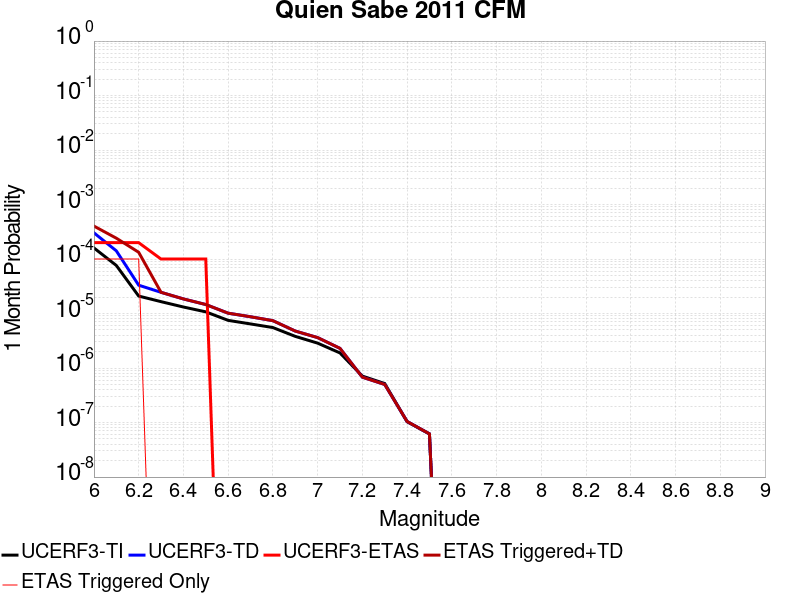 Quien Sabe 2011 CFM
1 Month Probability
10^0
10^-1
10^-2
10^-3
10^-4
10^-5
10^-6
10^-7
10^-8
6 6.2 6.4 6.6 6.8 7 7.2 7.4 7.6 7.8 8 8.2 8.4 8.6 8.8 9
Magnitude
UCERF3-TI UCERF3-TD UCERF3-ETAS ETAS Triggered+TD
ETAS Triggered Only